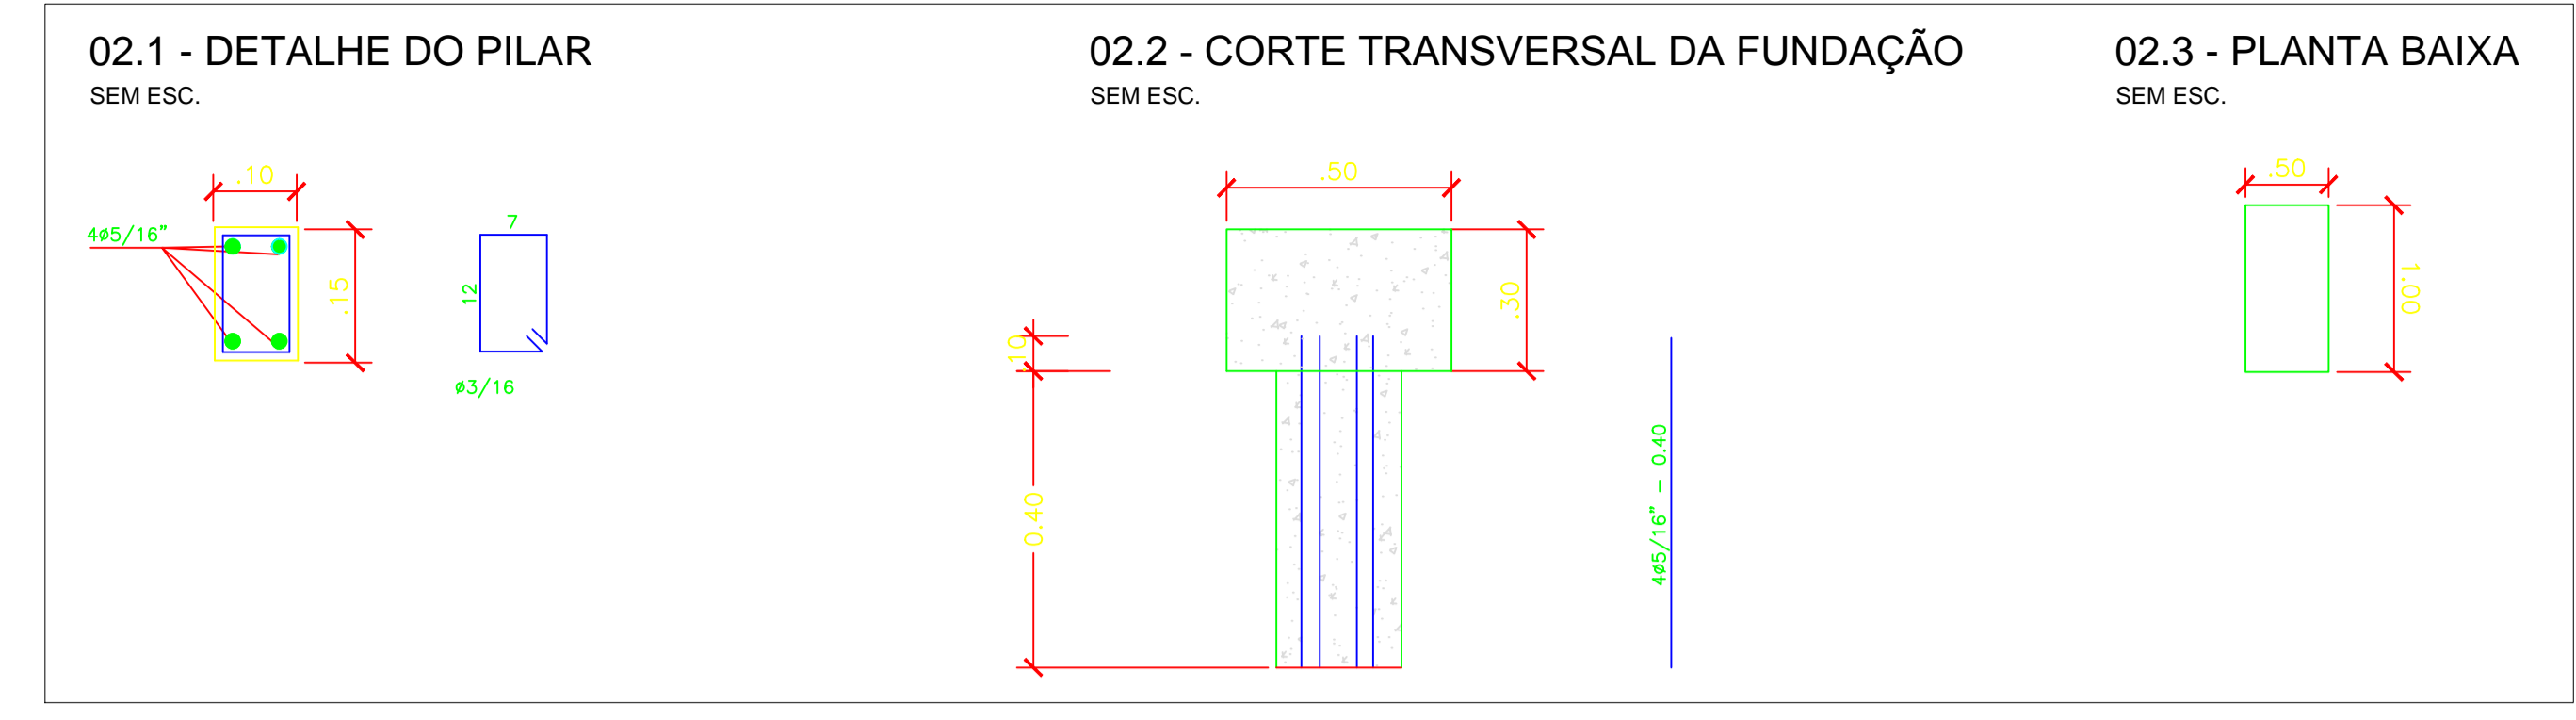 02.1 - DETALHE DO PILAR
SEM ESC.
.10
4ø5/16"
.15
7
12
ø3/16
02.2 - CORTE TRANSVERSAL DA FUNDAÇÃO
SEM ESC.
.50
.30
.10
0.40
4ø5/16" - 0.40
02.3 - PLANTA BAIXA
SEM ESC.
.50
1.00